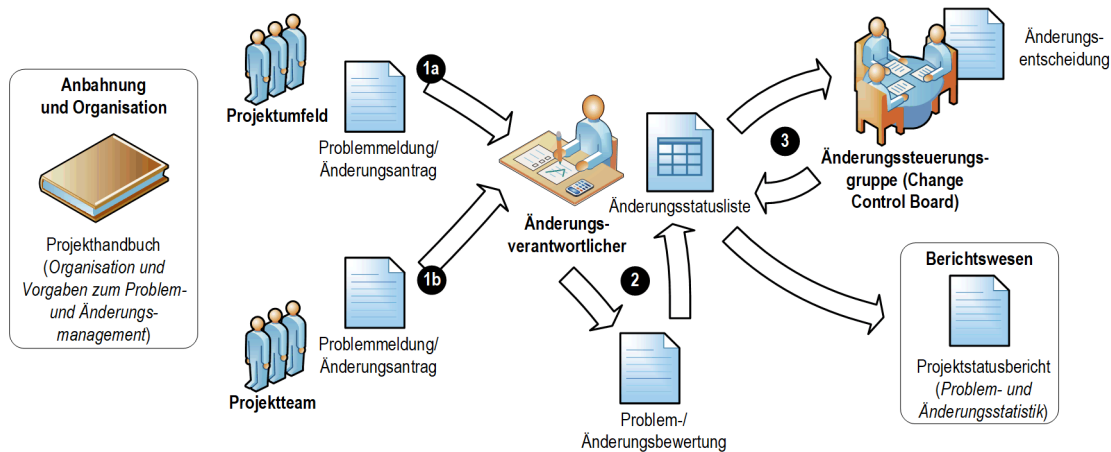 Anbahnung
und Organisation
Projekthandbuch
(Organisation und
Vorgaben zum Problem-
und Änderungs-
management)
Projektumfeld
1a
Problemmeldung/
Änderungsantrag
1b
Problemmeldung/
Änderungsantrag
Projektteam
Änderungs-
verantwortlicher
Änderungsstatusliste
2
Problem-/
Änderungsbewertung
3
Änderungs-
entscheidung
Änderungssteuerungs-
gruppe (Change
Control Board)
Berichtswesen
Projektstatusbericht
(Problem- und
Änderungsstatistik)